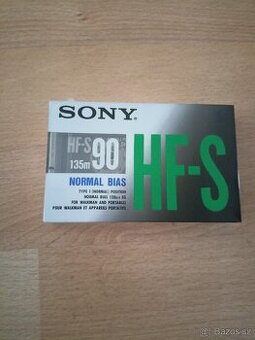 SONY
HF-S
90
135m
HF-S
NORMAL BIAS
TYPE I (NORMAL) POSITION
NORMAL BIAS 120μs EQ
FOR WALKMAN AND PORTABLES
POUR WALKMAN ET APPAREILS PORTATIFS
Bazos.sk